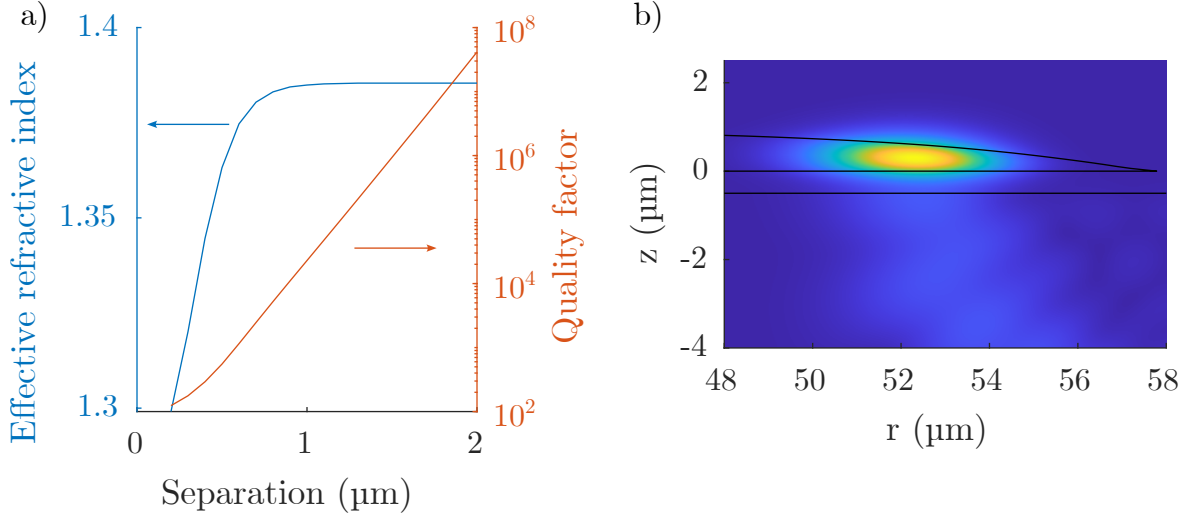 a)
Effective refractive index
1.4
1.35
1.3
0
1
2
Separation (µm)
10^8
10^6
10^4
10^2
Quality factor
b)
z (µm)
2
0
-2
-4
48
50
52
54
56
58
r (µm)